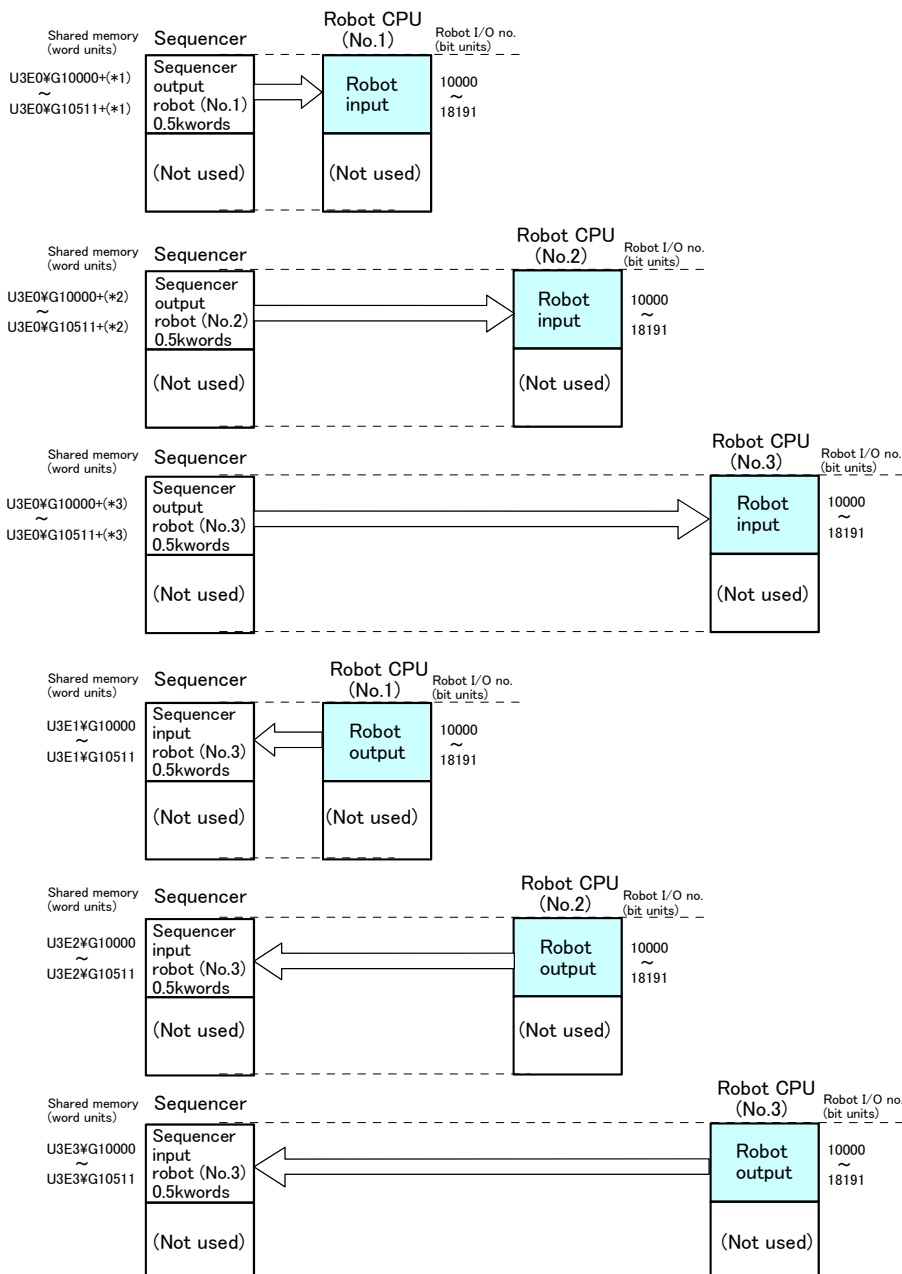 Shared memory
(word units)
Sequencer
Robot CPU
(No.1)
Robot I/O no.
(bit units)
U3E0¥G10000+(*1)
~
U3E0¥G10511+(*1)
Sequencer
output
robot (No.1)
0.5kwords
Robot
input
10000
~
18191
(Not used)
(Not used)
Shared memory
(word units)
Sequencer
Robot CPU
(No.2)
Robot I/O no.
(bit units)
U3E0¥G10000+(*2)
~
U3E0¥G10511+(*2)
Sequencer
output
robot (No.2)
0.5kwords
Robot
input
10000
~
18191
(Not used)
(Not used)
Shared memory
(word units)
Sequencer
Robot CPU
(No.3)
Robot I/O no.
(bit units)
U3E0¥G10000+(*3)
~
U3E0¥G10511+(*3)
Sequencer
output
robot (No.3)
0.5kwords
Robot
input
10000
~
18191
(Not used)
(Not used)
Shared memory
(word units)
Sequencer
Robot CPU
(No.1)
Robot I/O no.
(bit units)
U3E1¥G10000
~
U3E1¥G10511
Sequencer
input
robot (No.3)
0.5kwords
Robot
output
10000
~
18191
(Not used)
(Not used)
Shared memory
(word units)
Sequencer
Robot CPU
(No.2)
Robot I/O no.
(bit units)
U3E2¥G10000
~
U3E2¥G10511
Sequencer
input
robot (No.3)
0.5kwords
Robot
output
10000
~
18191
(Not used)
(Not used)
Shared memory
(word units)
Sequencer
Robot CPU
(No.3)
Robot I/O no.
(bit units)
U3E3¥G10000
~
U3E3¥G10511
Sequencer
input
robot (No.3)
0.5kwords
Robot
output
10000
~
18191
(Not used)
(Not used)